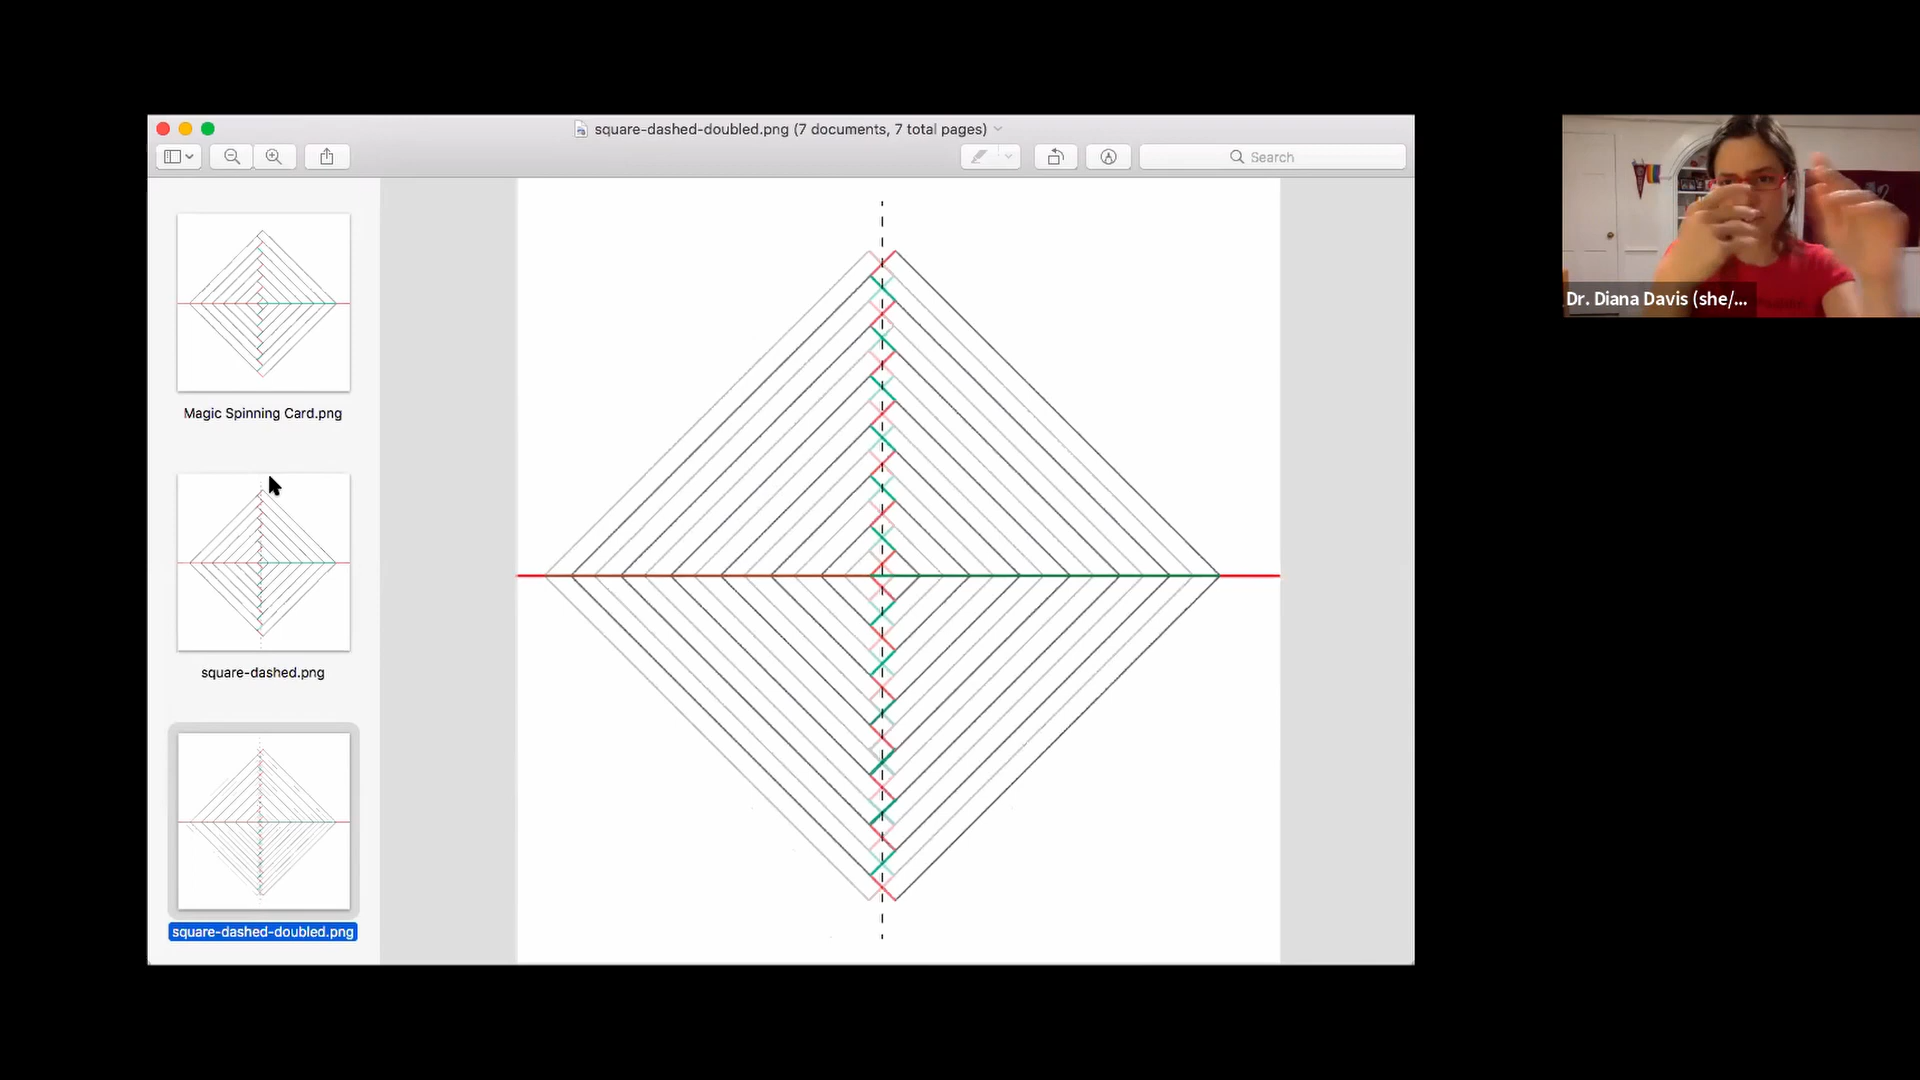 square-dashed-doubled.png (7 documents, 7 total pages)
Search
Magic Spinning Card.png
square-dashed.png
square-dashed-doubled.png
Dr. Diana Davis (she/...